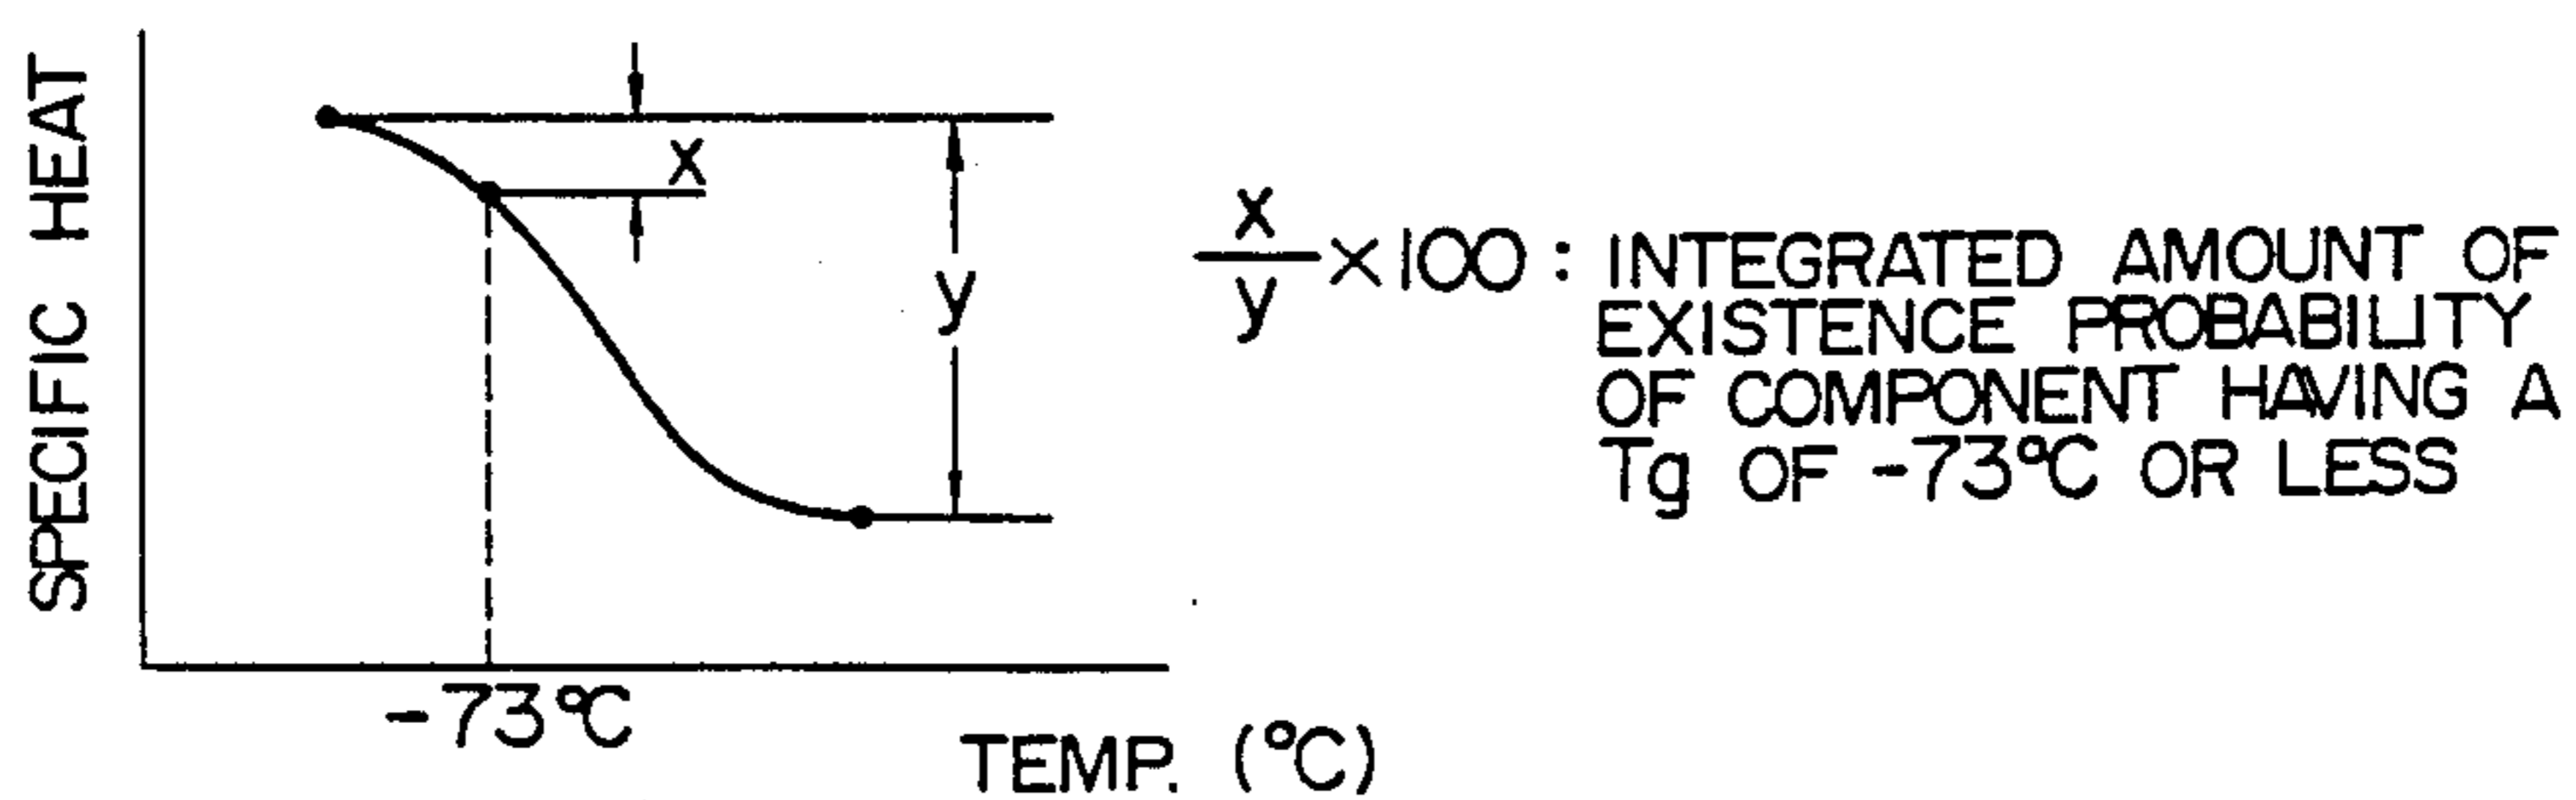 SPECIFIC HEAT
x
y
x
y
×100 : INTEGRATED AMOUNT OF
EXISTENCE PROBABILITY
OF COMPONENT HAVING A
Tg OF -73°C OR LESS
-73°C
TEMP. (°C)